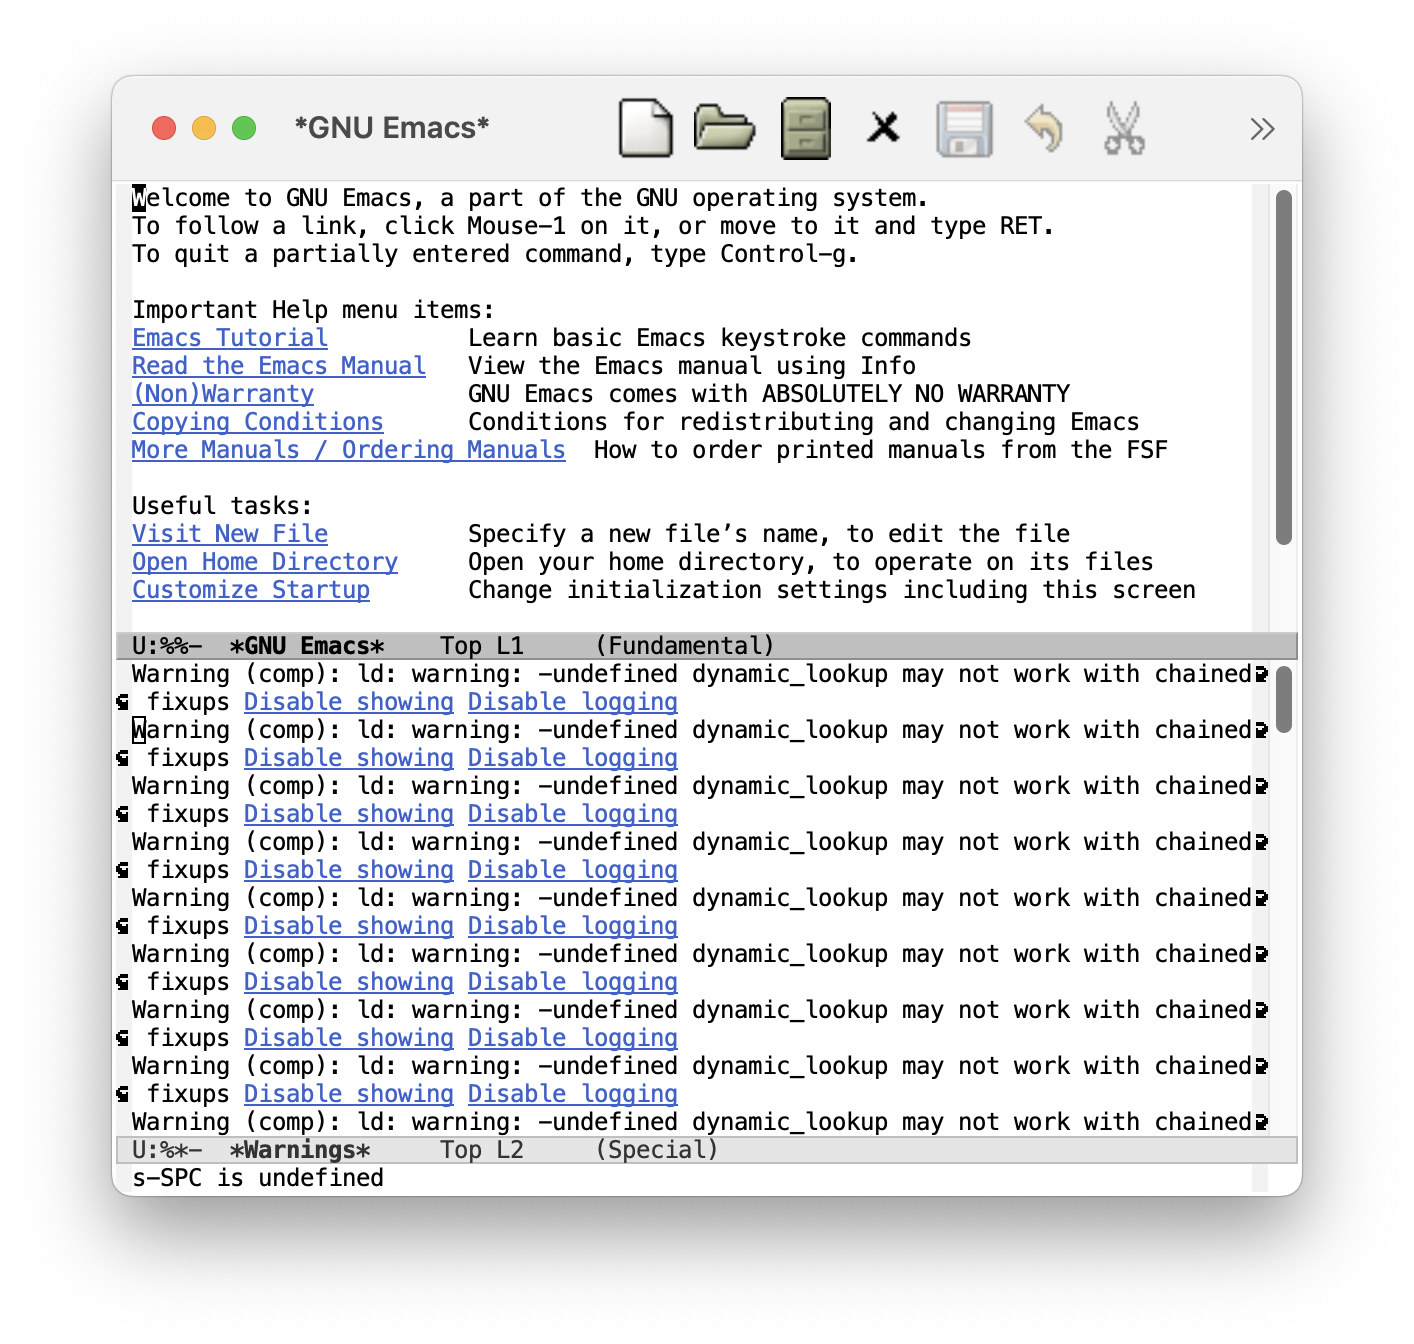 *GNU Emacs*
Welcome to GNU Emacs, a part of the GNU operating system.
To follow a link, click Mouse-1 on it, or move to it and type RET.
To quit a partially entered command, type Control-g.
Important Help menu items:
Emacs Tutorial Learn basic Emacs keystroke commands
Read the Emacs Manual View the Emacs manual using Info
(Non)Warranty GNU Emacs comes with ABSOLUTELY NO WARRANTY
Copying Conditions Conditions for redistributing and changing Emacs
More Manuals / Ordering Manuals How to order printed manuals from the FSF
Useful tasks:
Visit New File Specify a new file’s name, to edit the file
Open Home Directory Open your home directory, to operate on its files
Customize Startup Change initialization settings including this screen
U:%%- *GNU Emacs* Top L1 (Fundamental)
Warning (comp): ld: warning: -undefined dynamic_lookup may not work with chained
fixups Disable showing Disable logging
Warning (comp): ld: warning: -undefined dynamic_lookup may not work with chained
fixups Disable showing Disable logging
Warning (comp): ld: warning: -undefined dynamic_lookup may not work with chained
fixups Disable showing Disable logging
Warning (comp): ld: warning: -undefined dynamic_lookup may not work with chained
fixups Disable showing Disable logging
Warning (comp): ld: warning: -undefined dynamic_lookup may not work with chained
fixups Disable showing Disable logging
Warning (comp): ld: warning: -undefined dynamic_lookup may not work with chained
fixups Disable showing Disable logging
Warning (comp): ld: warning: -undefined dynamic_lookup may not work with chained
fixups Disable showing Disable logging
Warning (comp): ld: warning: -undefined dynamic_lookup may not work with chained
fixups Disable showing Disable logging
Warning (comp): ld: warning: -undefined dynamic_lookup may not work with chained
U:%*- *Warnings* Top L2 (Special)
s-SPC is undefined